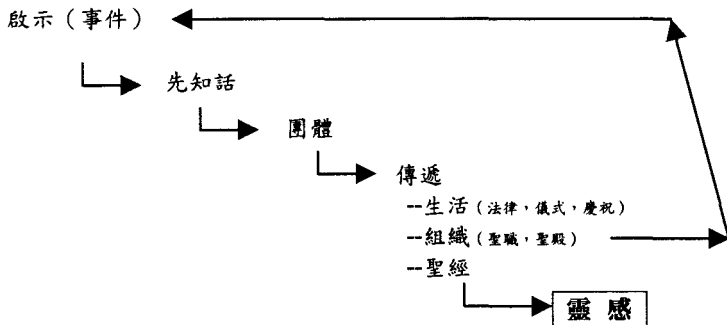 啟示（事件）
先知話
團體
傳遞
--生活（法律，儀式，慶祝）
--組織（聖職，聖殿）
--聖經
靈感